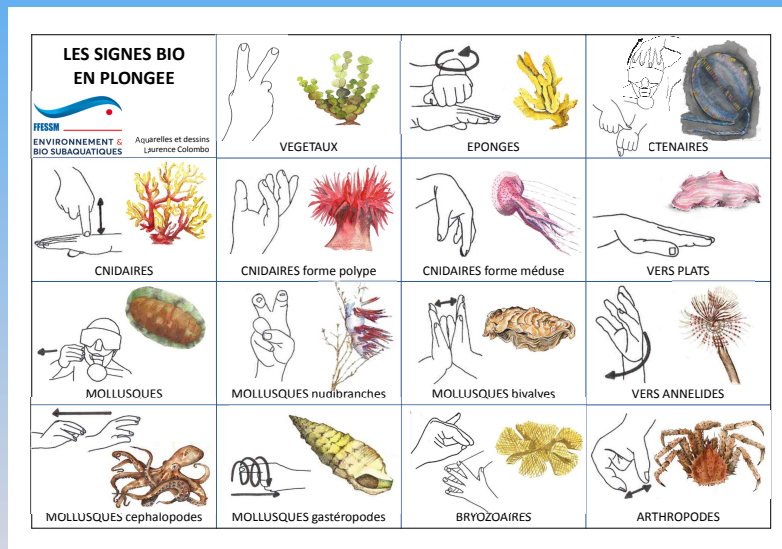 LES SIGNES BIO
EN PLONGEE
FFESSM
ENVIRONNEMENT &
BIO SUBAQUATIQUES
Aquarelles et dessins
Laurence Colombo
VEGETAUX
EPONGES
CTENAIRES
CNIDAIRES
CNIDAIRES forme polype
CNIDAIRES forme méduse
VERS PLATS
MOLLUSQUES
MOLLUSQUES nudibranches
MOLLUSQUES bivalves
VERS ANNELIDES
MOLLUSQUES cephalopodes
MOLLUSQUES gastéropodes
BRYOZOAIRES
ARTHROPODES